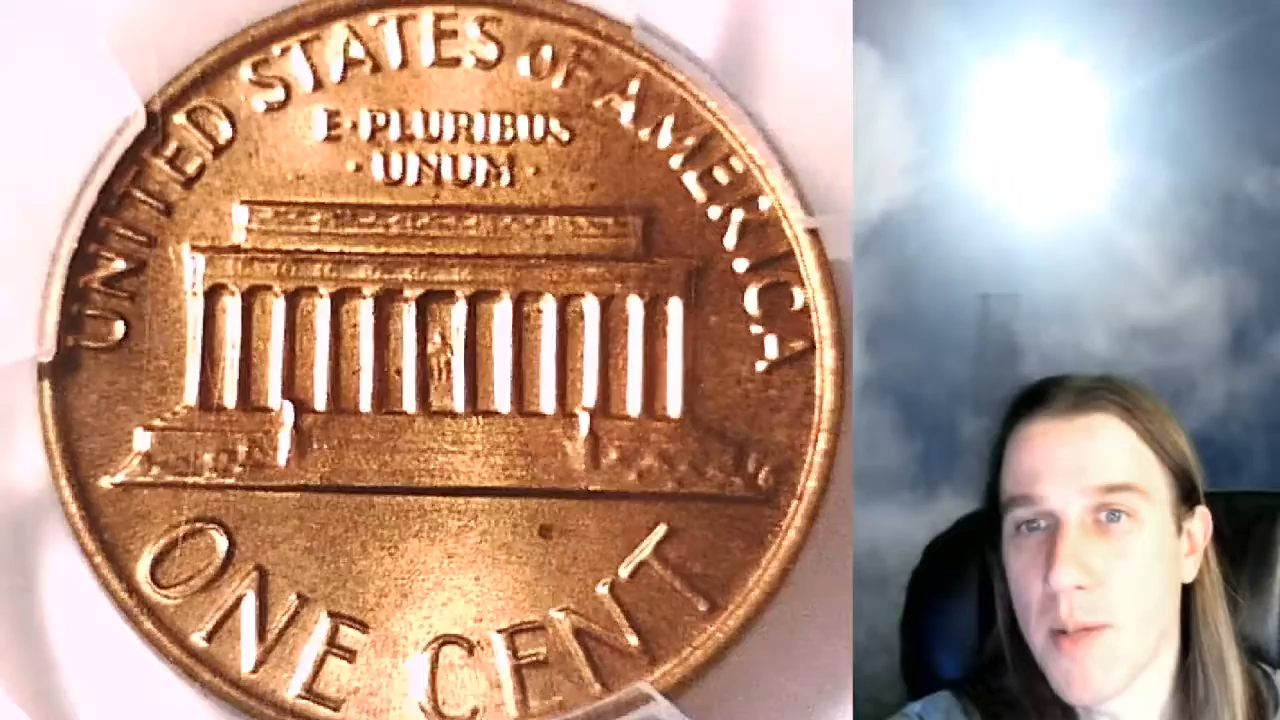 UNITED STATES OF AMERICA
E·PLURIBUS
·UNUM·
ONE CENT